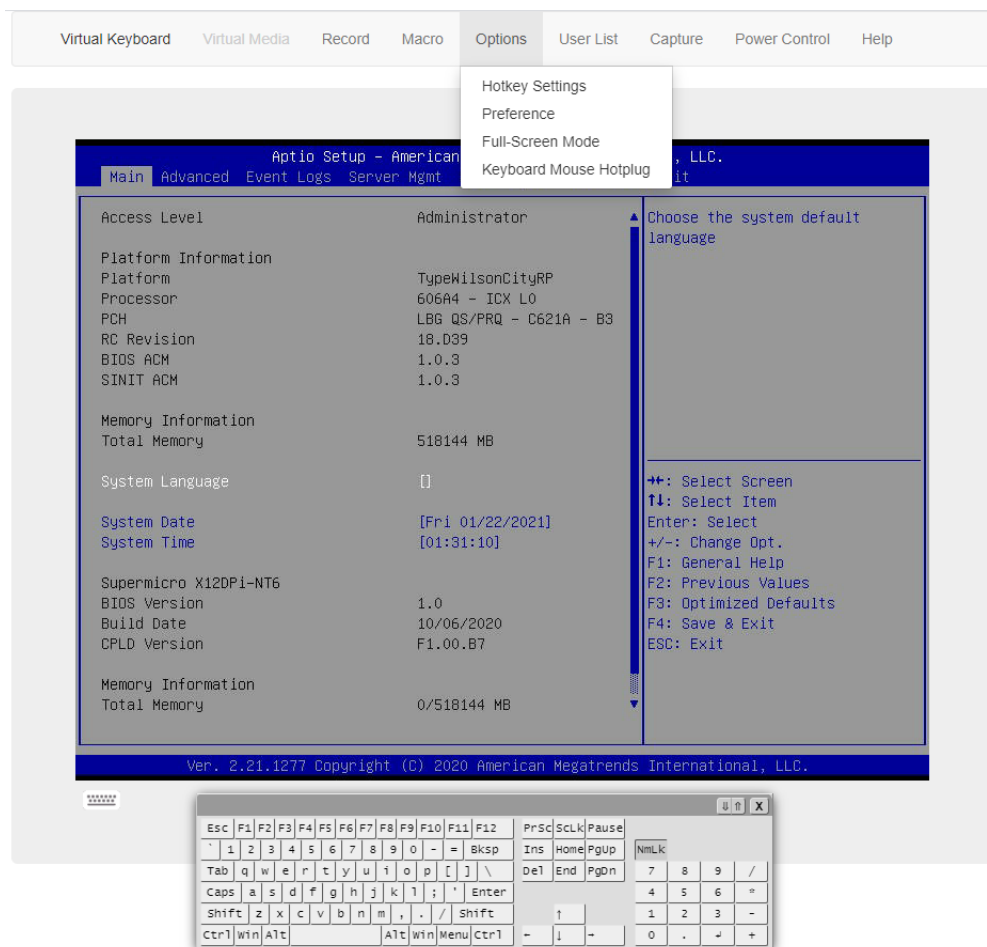 Virtual Keyboard Virtual Media Record Macro Options User List Capture Power Control Help
Hotkey Settings
Preference
Full-Screen Mode
Keyboard Mouse Hotplug
Aptio Setup – American , LLC.
Main Advanced Event Logs Server Mgmt it
Access Level Administrator
Platform Information
Platform TypeWilsonCityRP
Processor 606A4 – ICX L0
PCH LBG QS/PRQ – C621A – B3
RC Revision 18.D39
BIOS ACM 1.0.3
SINIT ACM 1.0.3
Memory Information
Total Memory 518144 MB
System Language []
System Date [Fri 01/22/2021]
System Time [01:31:10]
Supermicro X12DPi-NT6
BIOS Version 1.0
Build Date 10/06/2020
CPLD Version F1.00.B7
Memory Information
Total Memory 0/518144 MB
Choose the system default
language
→←: Select Screen
↑↓: Select Item
Enter: Select
+/-: Change Opt.
F1: General Help
F2: Previous Values
F3: Optimized Defaults
F4: Save & Exit
ESC: Exit
Ver. 2.21.1277 Copyright (C) 2020 American Megatrends International, LLC.
⇓ ⇑ X
Esc F1 F2 F3 F4 F5 F6 F7 F8 F9 F10 F11 F12 PrSc ScLk Pause
` 1 2 3 4 5 6 7 8 9 0 - = Bksp Ins Home PgUp NmLk
Tab q w e r t y u i o p [ ] \ Del End PgDn 7 8 9 /
Caps a s d f g h j k l ; ' Enter 4 5 6 *
Shift z x c v b n m , . / Shift ↑ 1 2 3 -
Ctrl Win Alt Alt Win Menu Ctrl ← ↓ → 0 . ↲ +